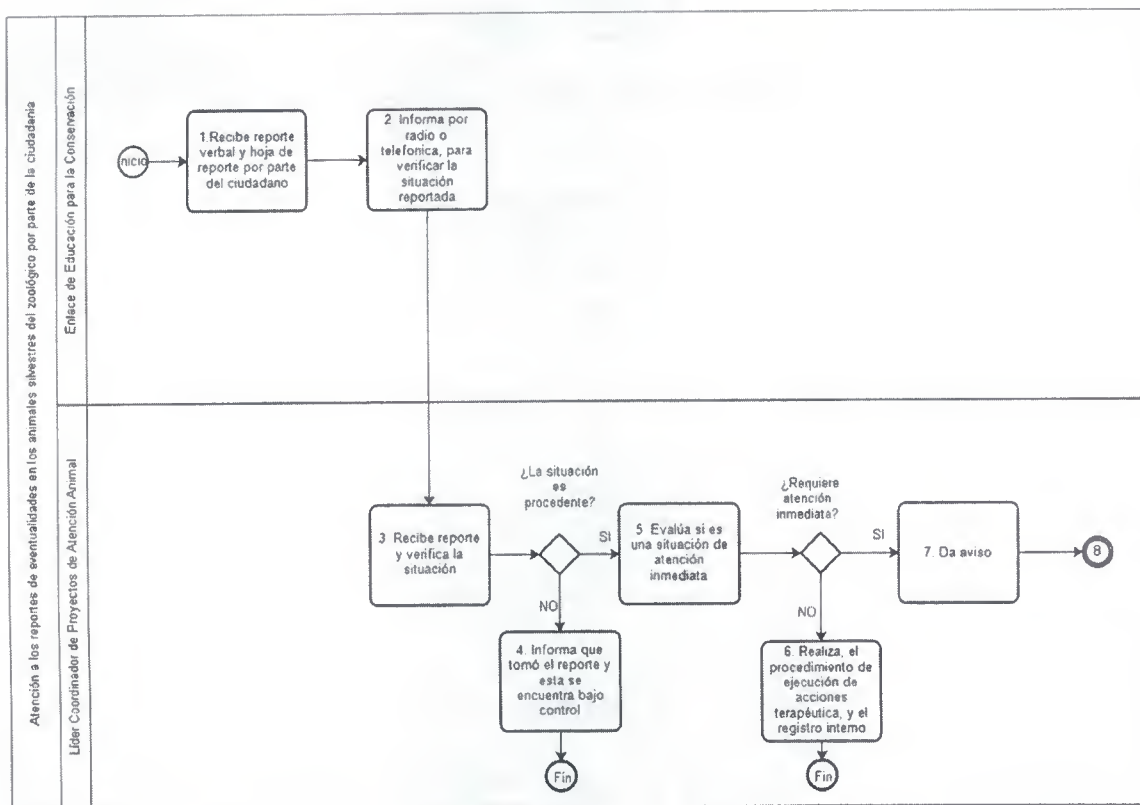 Atención a los reportes de eventualidades en los animales silvestres del zoológico por parte de la ciudadanía
Enlace de Educación para la Conservación
Inicio
1.Recibe reporte
verbal y hoja de
reporte por parte
del ciudadano
2 Informa por
radio o
telefonica, para
verificar la
situación
reportada
Líder Coordinador de Proyectos de Atención Animal
3 Recibe reporte
y verifica la
situación
¿La situación
es
procedente?
SI
NO
4. Informa que
tomó el reporte y
esta se
encuentra bajo
control
Fin
5 Evalúa si es
una situación de
atención
inmediata
¿Requiere
atención
inmediata?
SI
NO
6. Realiza, el
procedimiento de
ejecución de
acciones
terapéutica, y el
registro interno
Fin
7. Da aviso
8